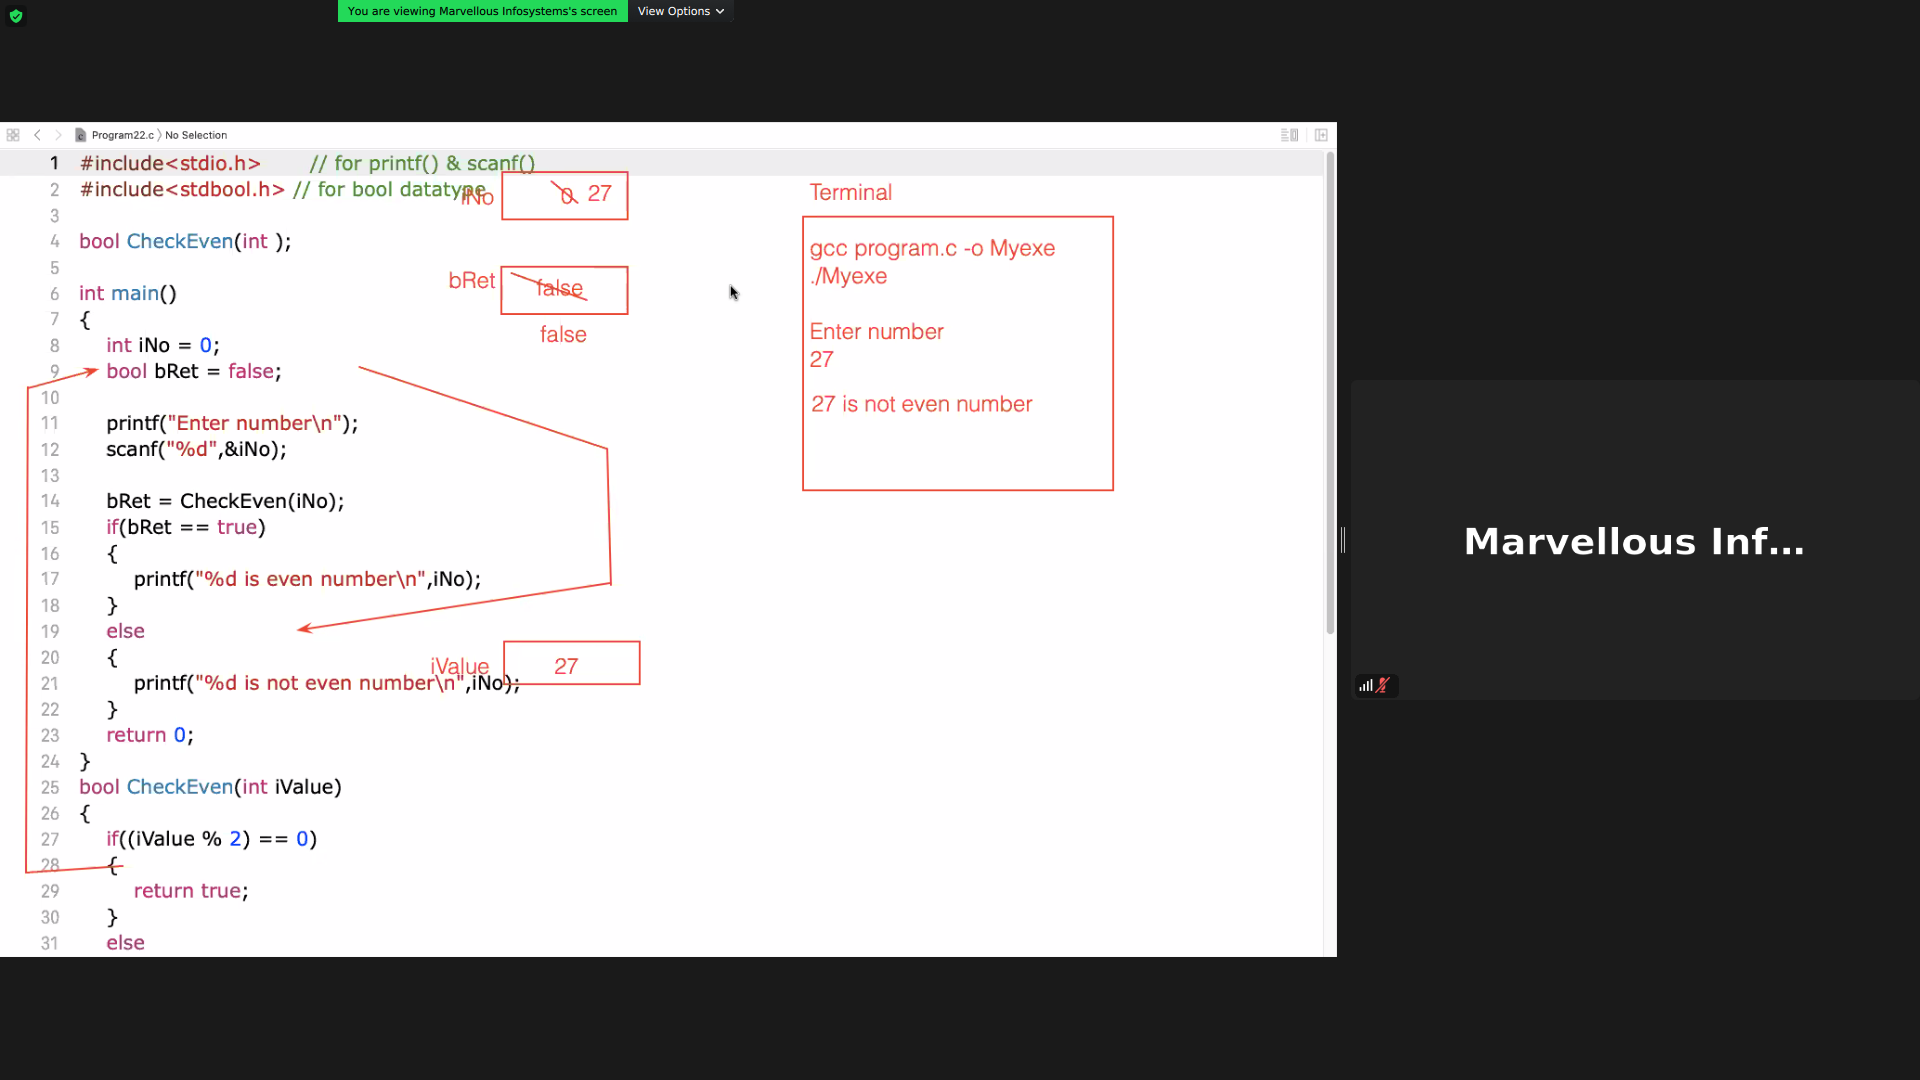 You are viewing Marvellous Infosystems's screen
View Options
Program22.c
No Selection
1 #include<stdio.h> // for printf() & scanf()
2 #include<stdbool.h> // for bool datatype
3
4 bool CheckEven(int );
5
6 int main()
7 {
8 int iNo = 0;
9 bool bRet = false;
10
11 printf("Enter number\n");
12 scanf("%d",&iNo);
13
14 bRet = CheckEven(iNo);
15 if(bRet == true)
16 {
17 printf("%d is even number\n",iNo);
18 }
19 else
20 {
21 printf("%d is not even number\n",iNo);
22 }
23 return 0;
24 }
25 bool CheckEven(int iValue)
26 {
27 if((iValue % 2) == 0)
28 {
29 return true;
30 }
31 else
iNo 0 27
bRet false
false
iValue 27
Terminal
gcc program.c -o Myexe
./Myexe
Enter number
27
27 is not even number
Marvellous Inf...